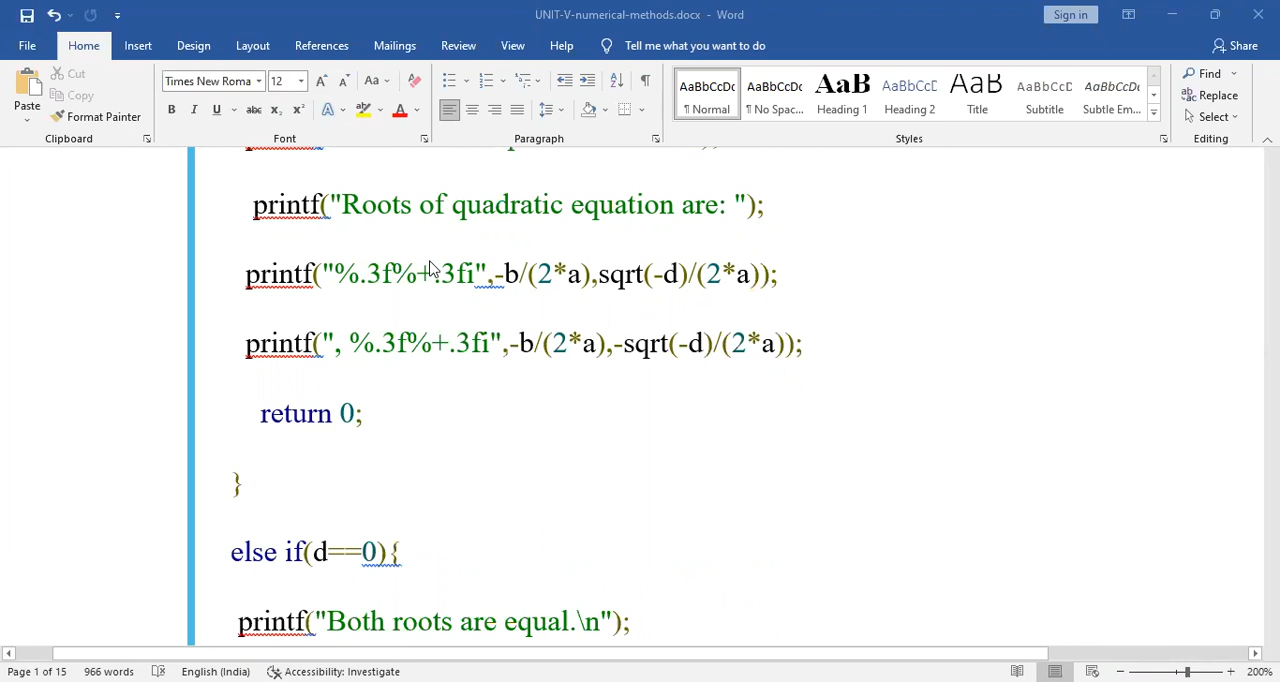 UNIT-V-numerical-methods.docx - Word
Sign in
File Home Insert Design Layout References Mailings Review View Help Tell me what you want to do Share
Paste Cut Copy Format Painter
Times New Roma 12 Aa
AaBbCcDc AaBbCcDc AaBbC AaBbCcD AaB AaBbCcD AaBbCcDc
¶ Normal ¶ No Spac... Heading 1 Heading 2 Title Subtitle Subtle Em...
Find Replace Select
Clipboard Font Paragraph Styles Editing
printf("Roots of quadratic equation are: ");
printf("%.3f%+.3fi",-b/(2*a),sqrt(-d)/(2*a));
printf(", %.3f%+.3fi",-b/(2*a),-sqrt(-d)/(2*a));
return 0;
}
else if(d==0){
printf("Both roots are equal.\n");
Page 1 of 15 966 words English (India) Accessibility: Investigate 200%